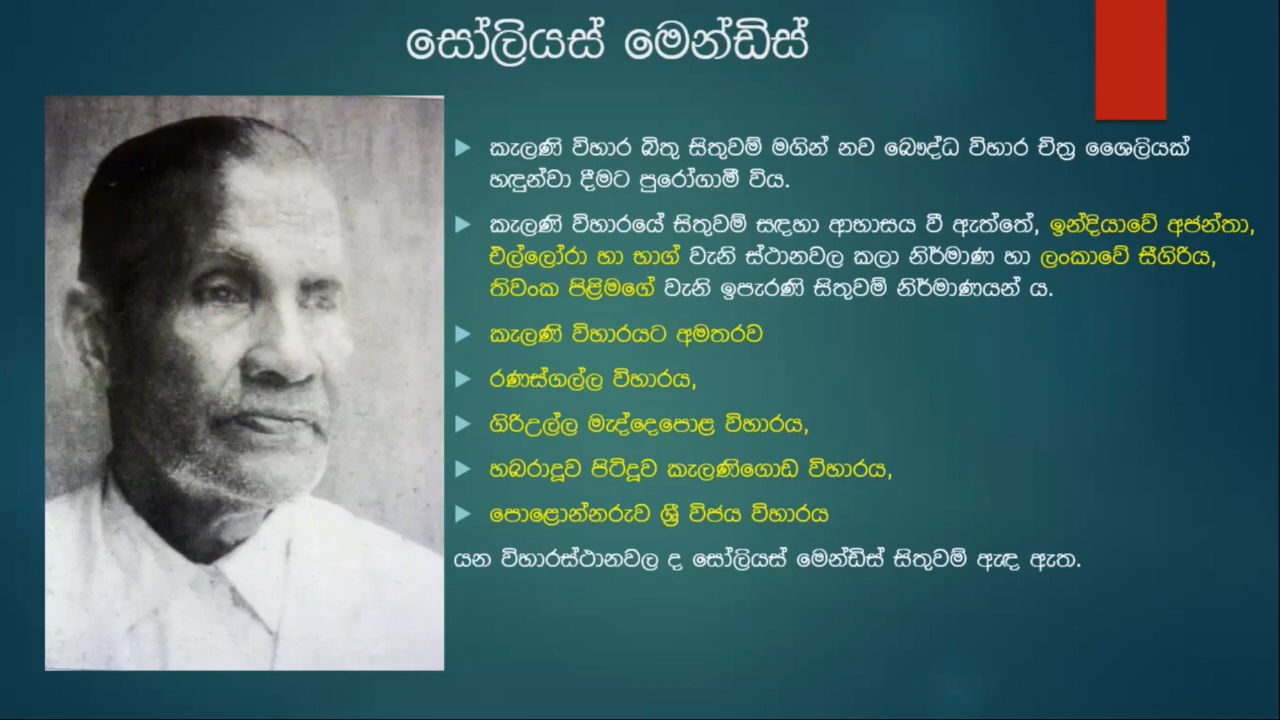 සෝලියස් මෙන්ඩිස්
කැලණි විහාර බිතු සිතුවම් මගින් නව බෞද්ධ විහාර චිත්‍ර ශෛලියක්
හඳුන්වා දීමට පුරෝගාමී විය.
කැලණි විහාරයේ සිතුවම් සඳහා ආභාසය වී ඇත්තේ, ඉන්දියාවේ අජන්තා,
එල්ලෝරා හා භාග් වැනි ස්ථානවල කලා නිර්මාණ හා ලංකාවේ සීගිරිය,
තිවංක පිළිමගේ වැනි ඉපැරණි සිතුවම් නිර්මාණයන් ය.
කැලණි විහාරයට අමතරව
රණස්ගල්ල විහාරය,
ගිරිඋල්ල මැද්දෙපොළ විහාරය,
හබරාදූව පිටිදූව කැලණිගොඩ විහාරය,
පොළොන්නරුව ශ්‍රී විජය විහාරය
යන විහාරස්ථානවල ද සෝලියස් මෙන්ඩිස් සිතුවම් ඇඳ ඇත.